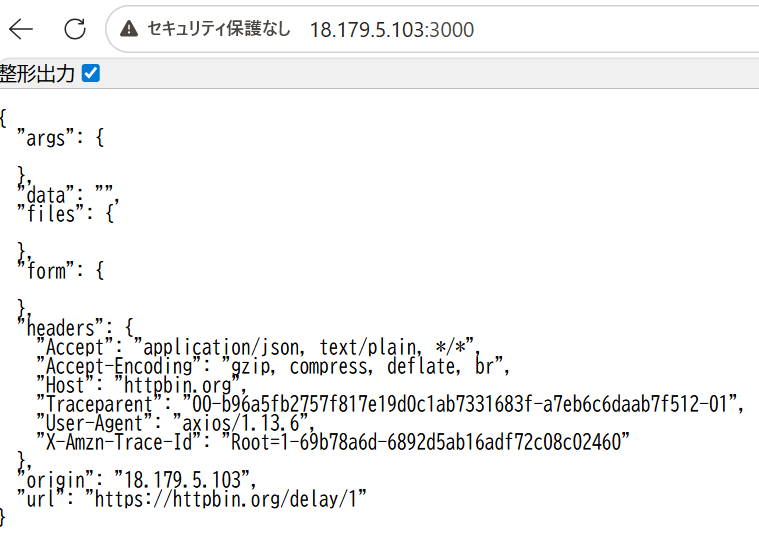 セキュリティ保護なし 18.179.5.103:3000
整形出力
{
  "args": {

  },
  "data": "",
  "files": {

  },
  "form": {

  },
  "headers": {
    "Accept": "application/json, text/plain, */*",
    "Accept-Encoding": "gzip, compress, deflate, br",
    "Host": "httpbin.org",
    "Traceparent": "00-b96a5fb2757f817e19d0c1ab7331683f-a7eb6c6daab7f512-01",
    "User-Agent": "axios/1.13.6",
    "X-Amzn-Trace-Id": "Root=1-69b78a6d-6892d5ab16adf72c08c02460"
  },
  "origin": "18.179.5.103",
  "url": "https://httpbin.org/delay/1"
}